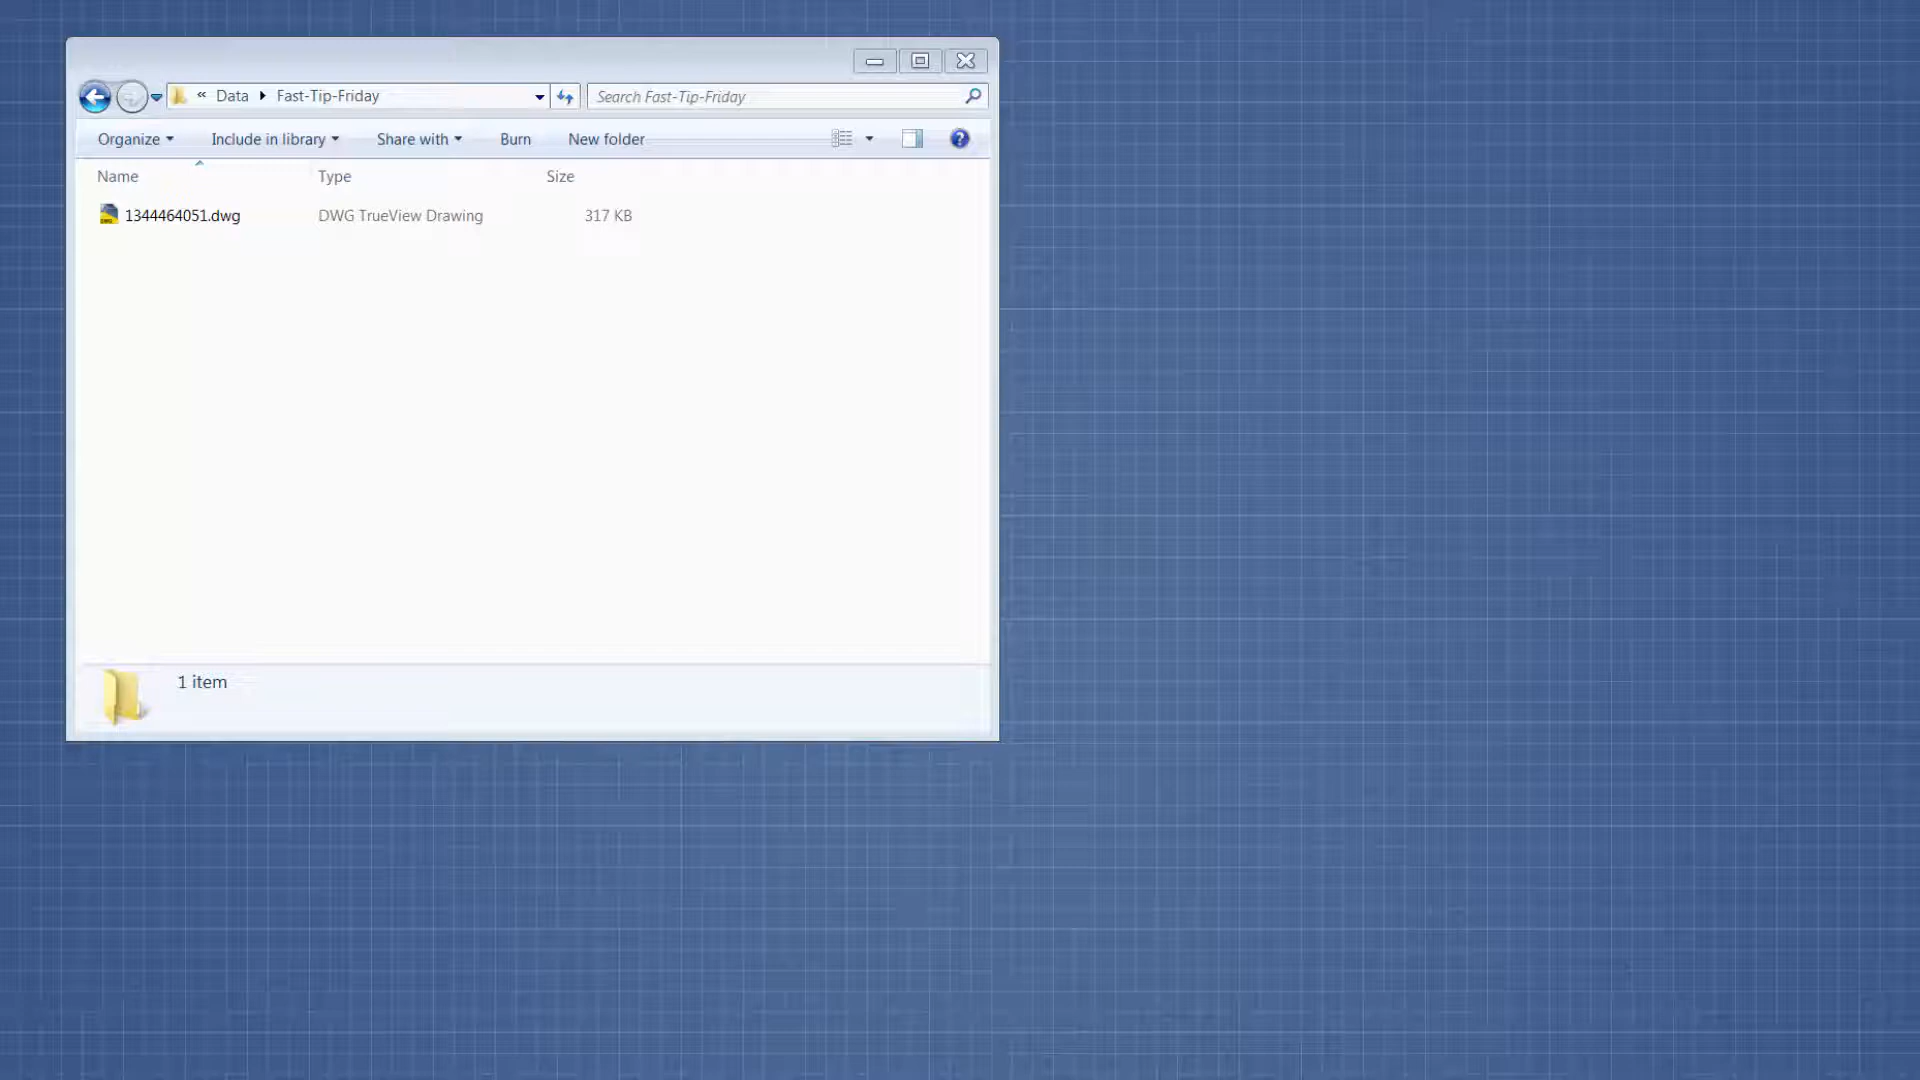 « Data Fast-Tip-Friday Search Fast-Tip-Friday
Organize Include in library Share with Burn New folder ?
Name Type Size
1344464051.dwg DWG TrueView Drawing 317 KB
1 item